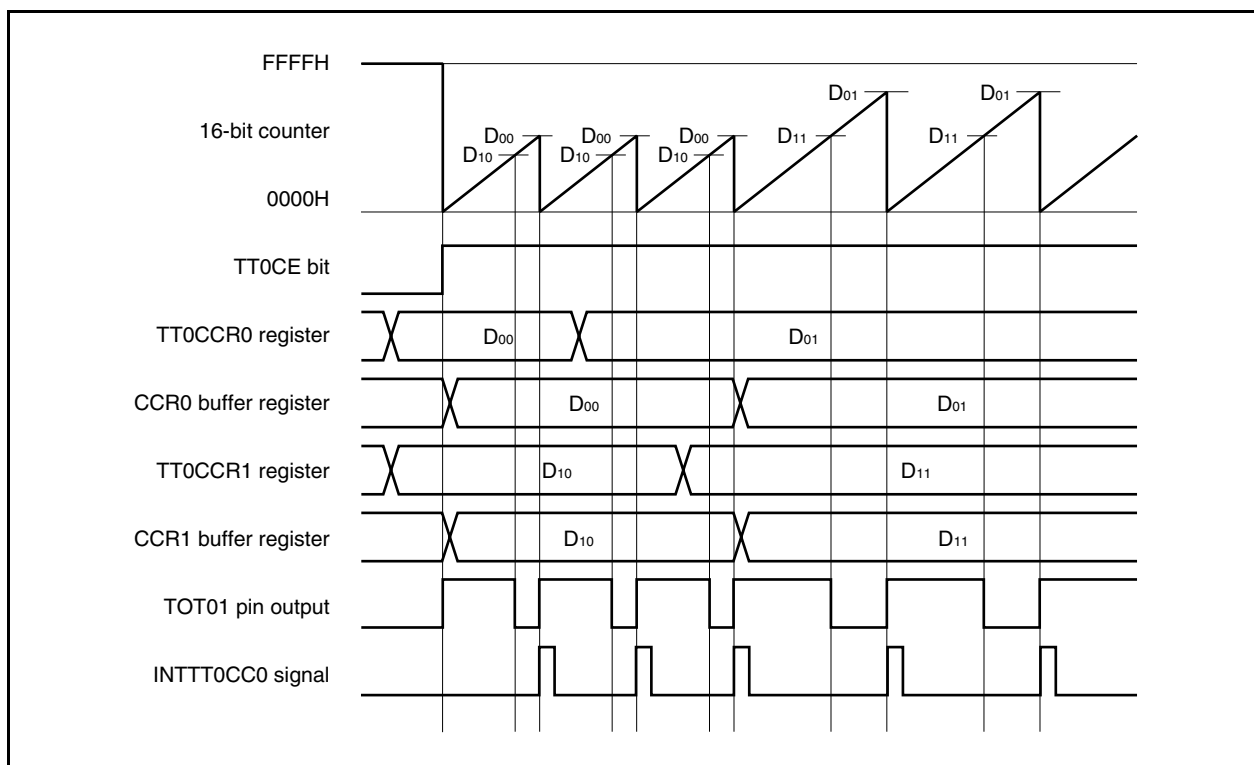 FFFFH
D01 D01
16-bit counter
D00 D00 D00 D11 D11
D10 D10 D10
0000H
TT0CE bit
TT0CCR0 register D00 D01
CCR0 buffer register D00 D01
TT0CCR1 register D10 D11
CCR1 buffer register D10 D11
TOT01 pin output
INTTT0CC0 signal